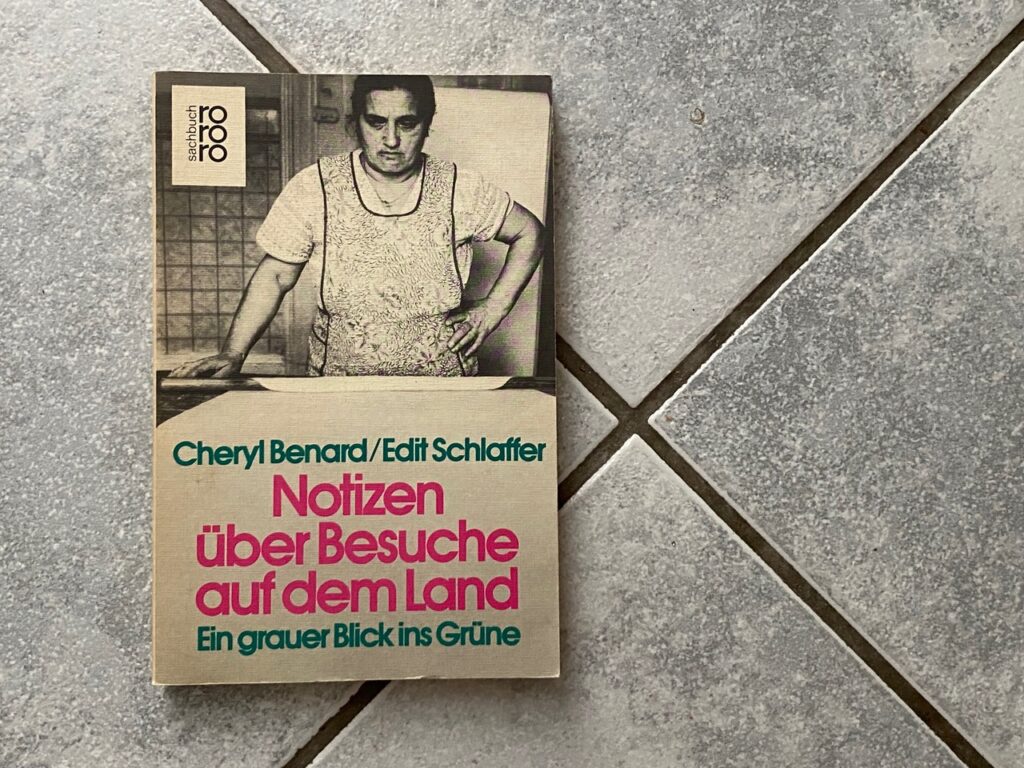 sachbuch
ro
ro
ro
Cheryl Benard/Edit Schlaffer
Notizen
über Besuche
auf dem Land
Ein grauer Blick ins Grüne